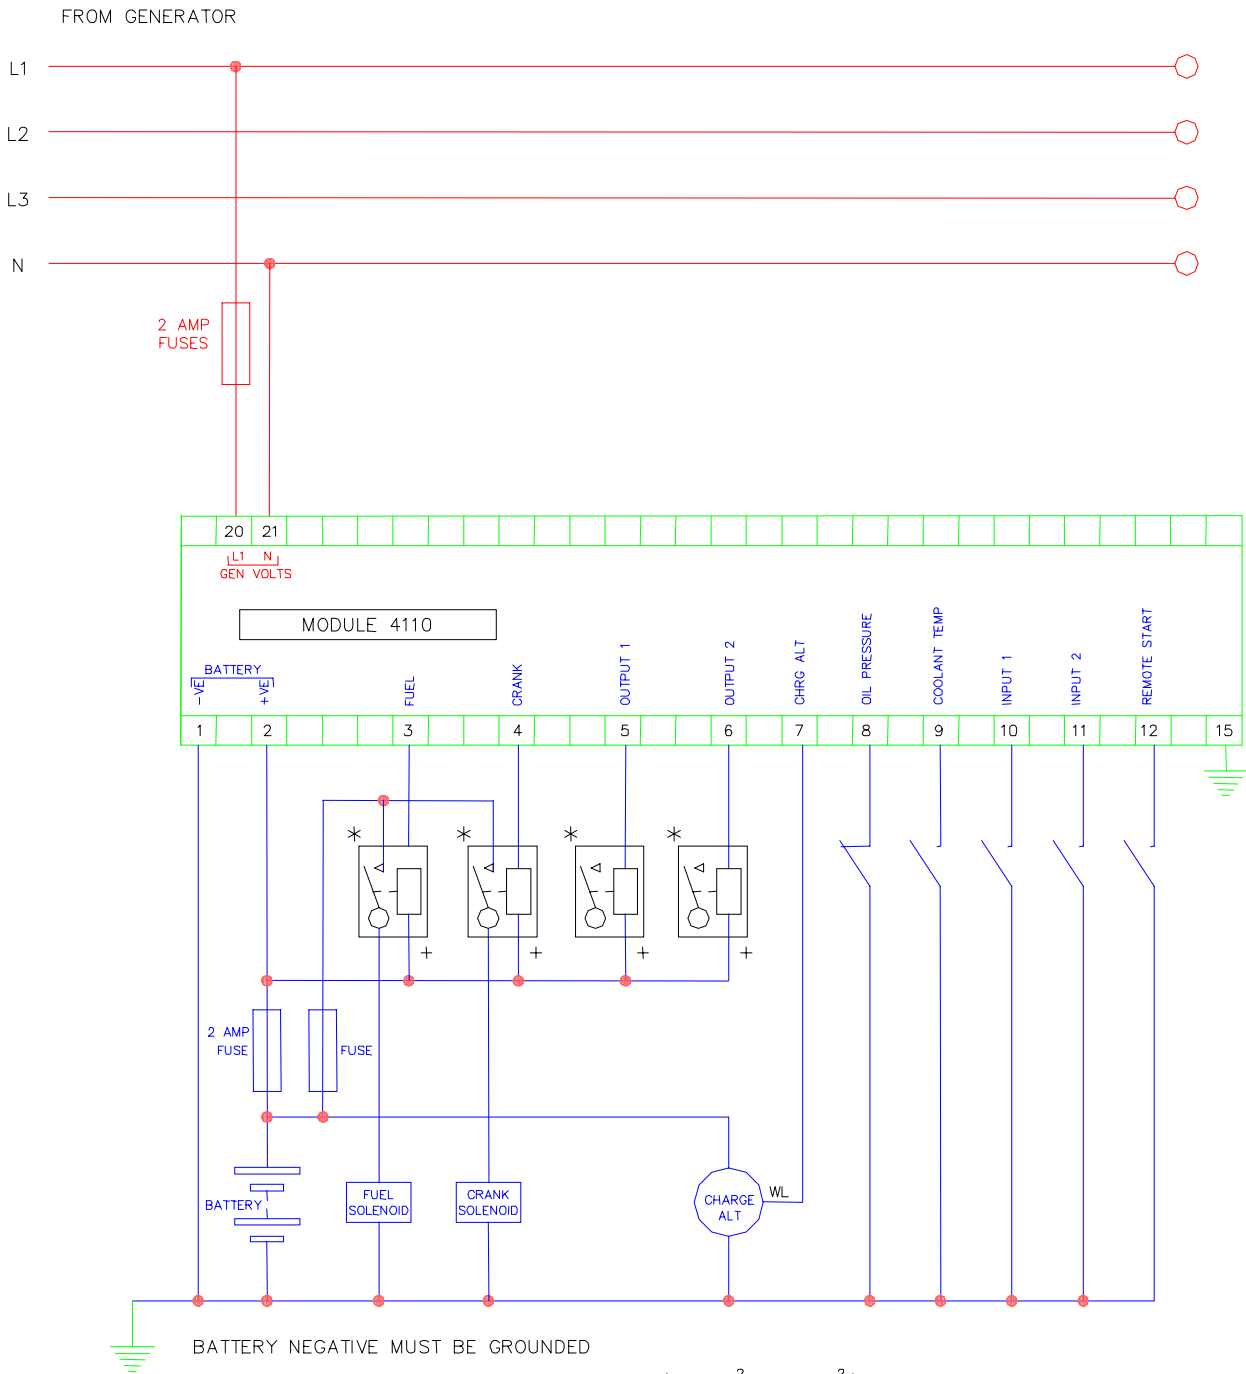 FROM GENERATOR
L1
L2
L3
N
2 AMP
FUSES
20 21
L1 N
GEN VOLTS
MODULE 4110
BATTERY
-VE
+VE
FUEL
CRANK
OUTPUT 1
OUTPUT 2
CHRG ALT
OIL PRESSURE
COOLANT TEMP
INPUT 1
INPUT 2
REMOTE START
1 2 3 4 5 6 7 8 9 10 11 12 15
* * * *
+ + + +
2 AMP
FUSE
FUSE
BATTERY
FUEL
SOLENOID
CRANK
SOLENOID
CHARGE
ALT
WL
BATTERY NEGATIVE MUST BE GROUNDED
2 2